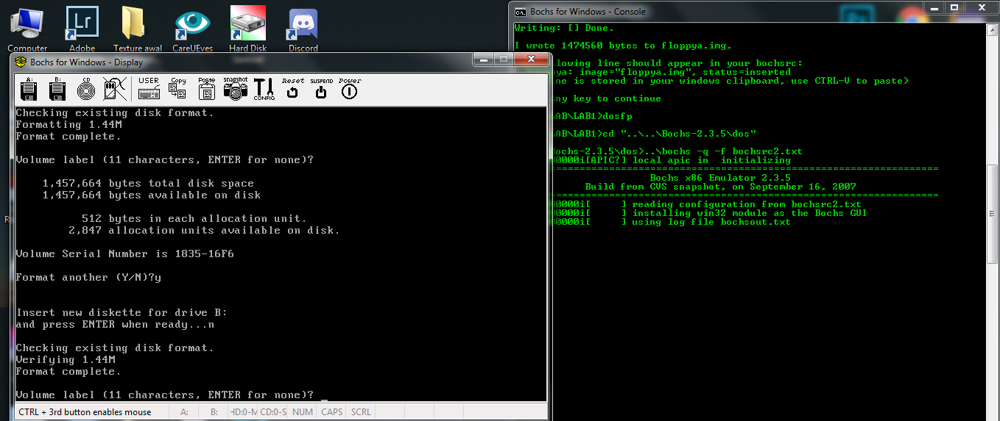 Computer
Adobe
Texture awal
CareUEyes
Hard Disk
Discord
Bochs for Windows - Display
A:
B:
CD
USER
Copy
Paste
snapshot
CONFIG
Reset
SUSPEND
Power
Checking existing disk format.
Formatting 1.44M
Format complete.
Volume label (11 characters, ENTER for none)?
1,457,664 bytes total disk space
1,457,664 bytes available on disk
512 bytes in each allocation unit.
2,847 allocation units available on disk.
Volume Serial Number is 1835-16F6
Format another (Y/N)?y
Insert new diskette for drive B:
and press ENTER when ready...n
Checking existing disk format.
Verifying 1.44M
Format complete.
Volume label (11 characters, ENTER for none)? _
CTRL + 3rd button enables mouse
A:
B:
HD:0-M
CD:0-S
NUM
CAPS
SCRL
Bochs for Windows - Console
Writing: [] Done.
I wrote 1474560 bytes to floppya.img.
lowing line should appear in your bochsrc:
ya: image="floppya.img", status=inserted
ne is stored in your windows clipboard, use CTRL-V to paste)
ny key to continue
LAB\LAB1>dosfp
LAB\LAB1>cd "..\..\Bochs-2.3.5\dos"
ochs-2.3.5\dos>..\bochs -q -f bochsrc2.txt
00000i[APIC?] local apic in  initializing
========================================================================
Bochs x86 Emulator 2.3.5
Build from CVS snapshot, on September 16, 2007
========================================================================
00000i[     ] reading configuration from bochsrc2.txt
00000i[     ] installing win32 module as the Bochs GUI
00000i[     ] using log file bochsout.txt